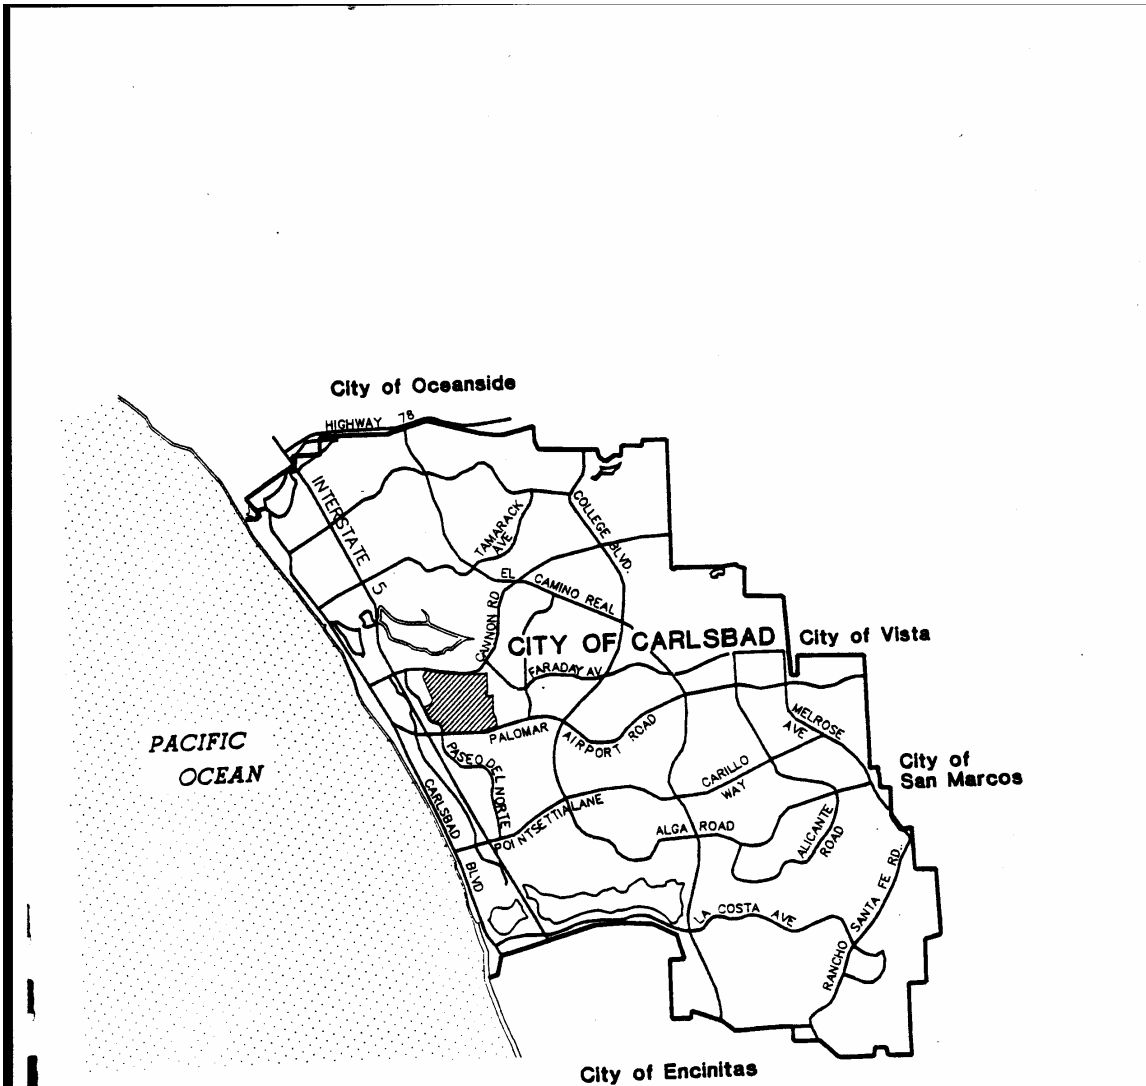 City of Oceanside
HIGHWAY 78
INTERSTATE 5
TAMARACK
AVE
COLLEGE BLVD.
EL CAMINO REAL
CANNON RD
CITY OF CARLSBAD
City of Vista
FARADAY AV.
PALOMAR AIRPORT ROAD
MELROSE
AVE
PACIFIC
OCEAN
PASEO DEL NORTE
City of
San Marcos
CARILLO
WAY
CARLSBAD BLVD
POINTSETTIA LANE
ALGA ROAD
ALICANTE
ROAD
LA COSTA AVE
RANCHO SANTA FE RD.
City of Encinitas